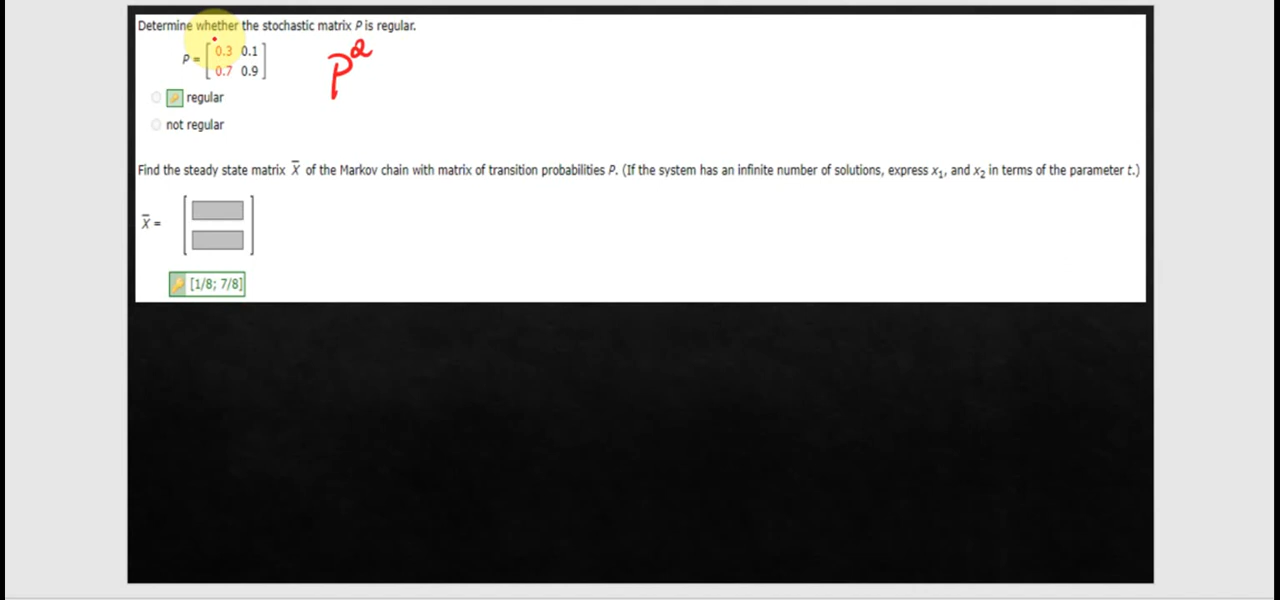 Determine whether the stochastic matrix P is regular.
P = [0.3 0.1
0.7 0.9]
P²
regular
not regular
Find the steady state matrix X̅ of the Markov chain with matrix of transition probabilities P. (If the system has an infinite number of solutions, express x₁, and x₂ in terms of the parameter t.)
X̅ =
[1/8; 7/8]